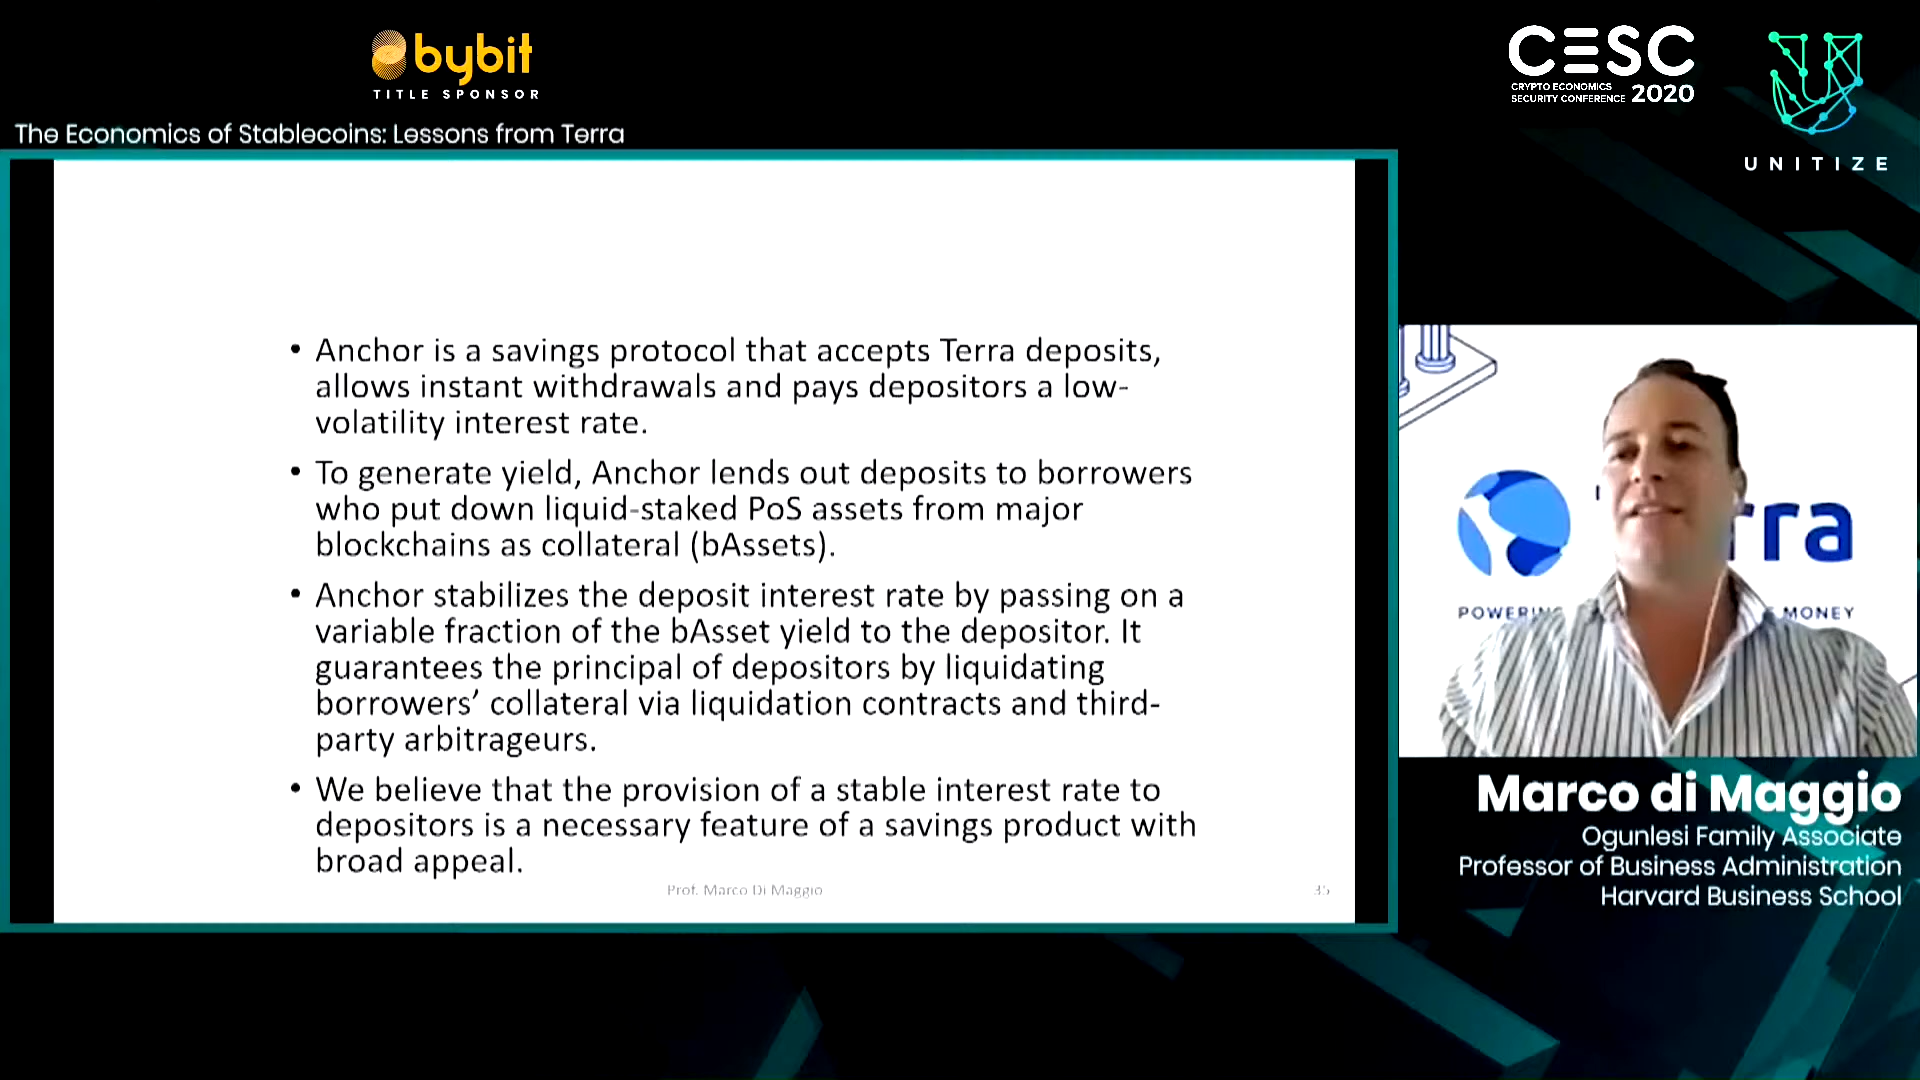 bybit
TITLE SPONSOR
CESC
CRYPTO ECONOMICS
SECURITY CONFERENCE 2020
UNITIZE
The Economics of Stablecoins: Lessons from Terra
• Anchor is a savings protocol that accepts Terra deposits,
allows instant withdrawals and pays depositors a low-
volatility interest rate.
• To generate yield, Anchor lends out deposits to borrowers
who put down liquid-staked PoS assets from major
blockchains as collateral (bAssets).
• Anchor stabilizes the deposit interest rate by passing on a
variable fraction of the bAsset yield to the depositor. It
guarantees the principal of depositors by liquidating
borrowers’ collateral via liquidation contracts and third-
party arbitrageurs.
• We believe that the provision of a stable interest rate to
depositors is a necessary feature of a savings product with
broad appeal.
Prof. Marco Di Maggio
35
rra
POWERING
MONEY
Marco di Maggio
Ogunlesi Family Associate
Professor of Business Administration
Harvard Business School